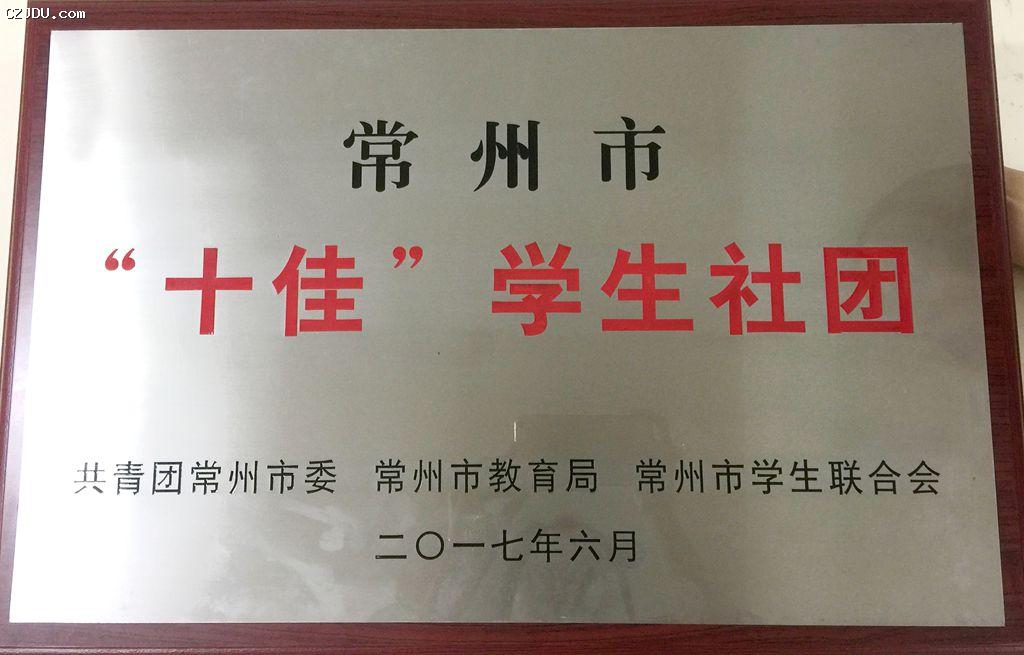 CZJDU.COM
常州市
“十佳”学生社团
共青团常州市委 常州市教育局 常州市学生联合会
二〇一七年六月